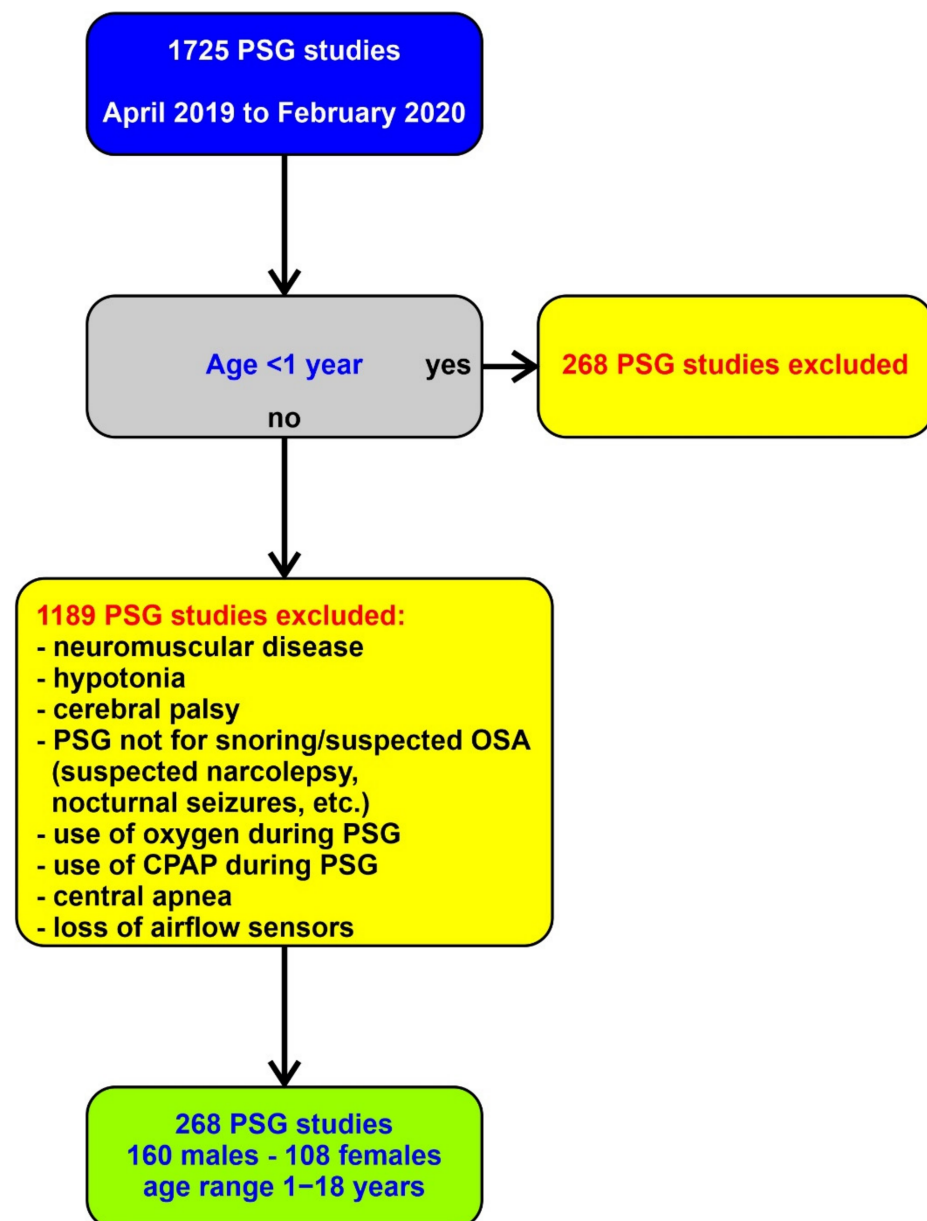 1725 PSG studies
April 2019 to February 2020
Age <1 year
yes
268 PSG studies excluded
no
1189 PSG studies excluded:
- neuromuscular disease
- hypotonia
- cerebral palsy
- PSG not for snoring/suspected OSA
(suspected narcolepsy,
nocturnal seizures, etc.)
- use of oxygen during PSG
- use of CPAP during PSG
- central apnea
- loss of airflow sensors
268 PSG studies
160 males - 108 females
age range 1−18 years